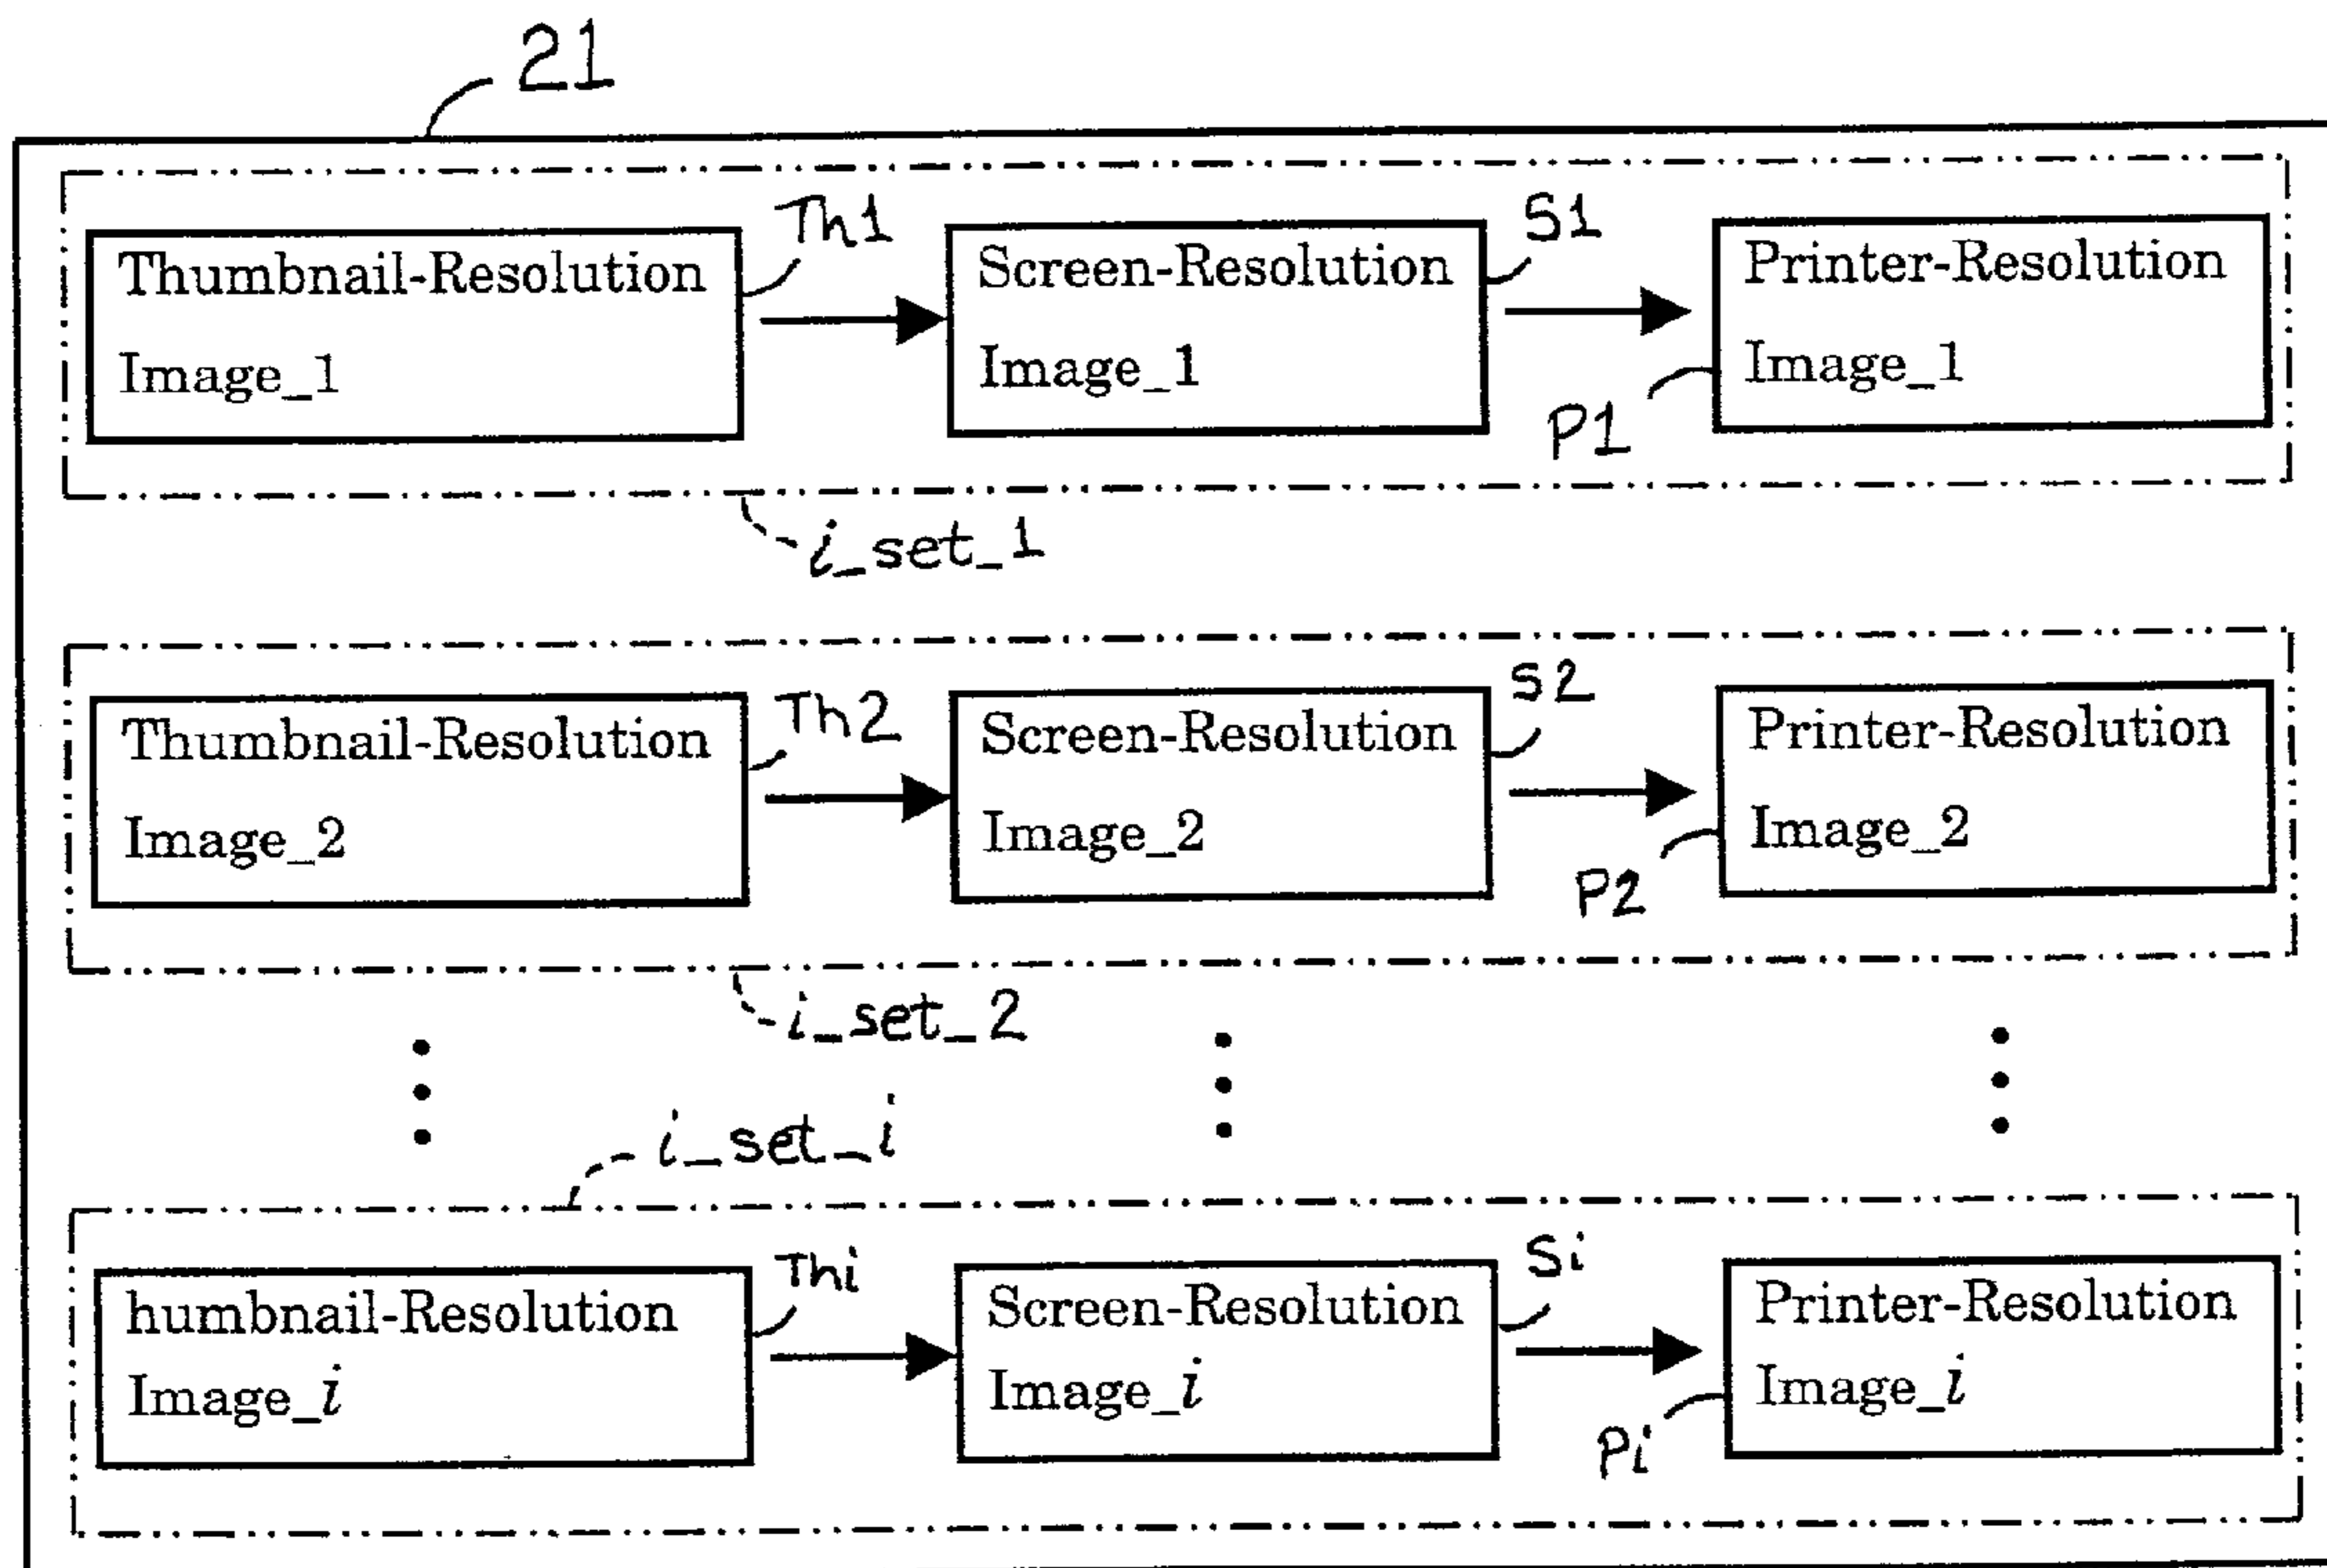 21
Th1
S1
Thumbnail-Resolution
Image_1
Screen-Resolution
Image_1
Printer-Resolution
Image_1
P1
i_set_1
Th2
S2
Thumbnail-Resolution
Image_2
Screen-Resolution
Image_2
Printer-Resolution
Image_2
P2
i_set_2
i_set_i
Thi
Si
humbnail-Resolution
Image_i
Screen-Resolution
Image_i
Printer-Resolution
Image_i
Pi